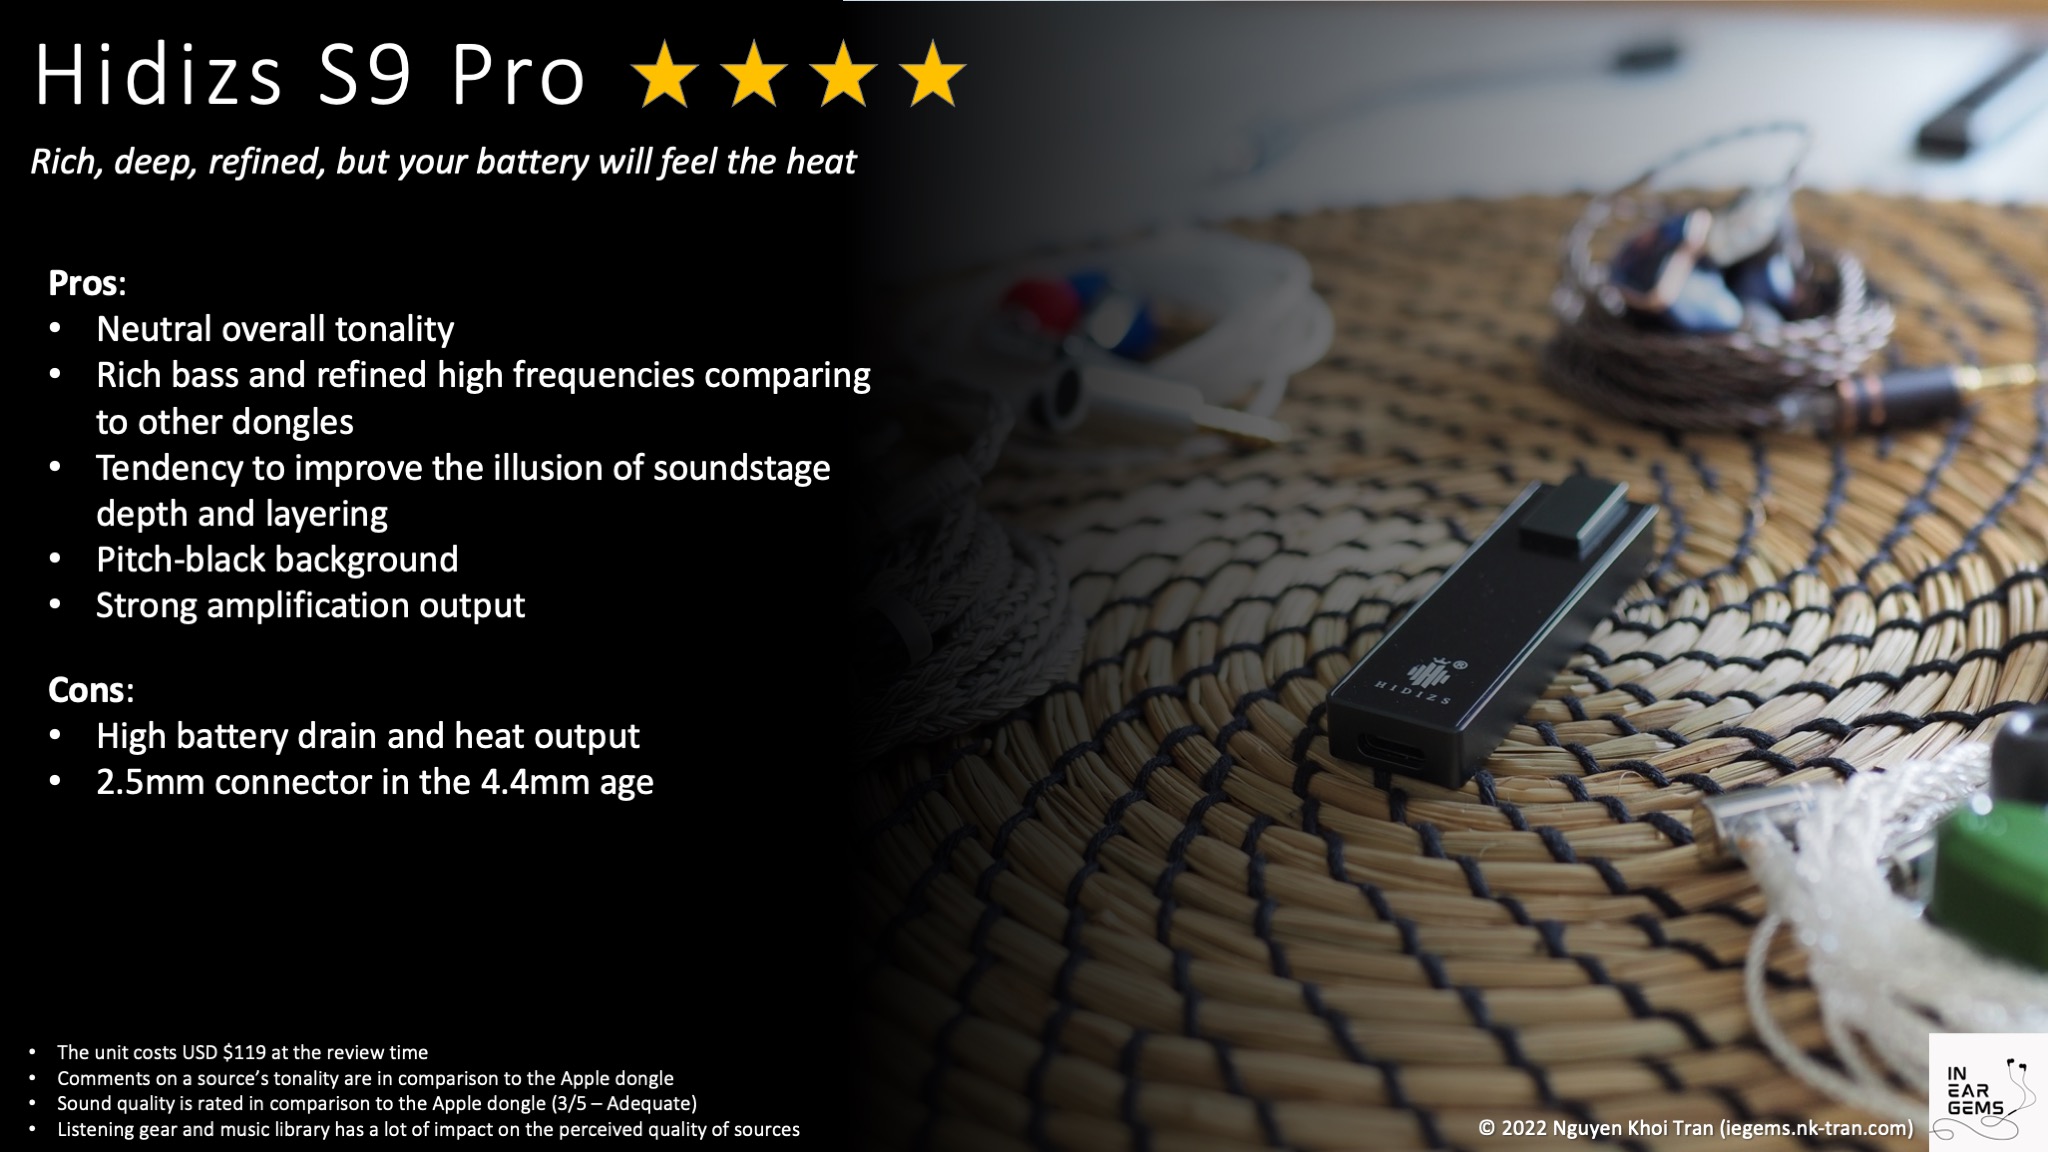 Hidizs S9 Pro ★★★★
Rich, deep, refined, but your battery will feel the heat
Pros:
• Neutral overall tonality
• Rich bass and refined high frequencies comparing
to other dongles
• Tendency to improve the illusion of soundstage
depth and layering
• Pitch-black background
• Strong amplification output
Cons:
• High battery drain and heat output
• 2.5mm connector in the 4.4mm age
• The unit costs USD $119 at the review time
• Comments on a source’s tonality are in comparison to the Apple dongle
• Sound quality is rated in comparison to the Apple dongle (3/5 – Adequate)
• Listening gear and music library has a lot of impact on the perceived quality of sources
®
HIDIZS
© 2022 Nguyen Khoi Tran (iegems.nk-tran.com)
IN
EAR
GEMS